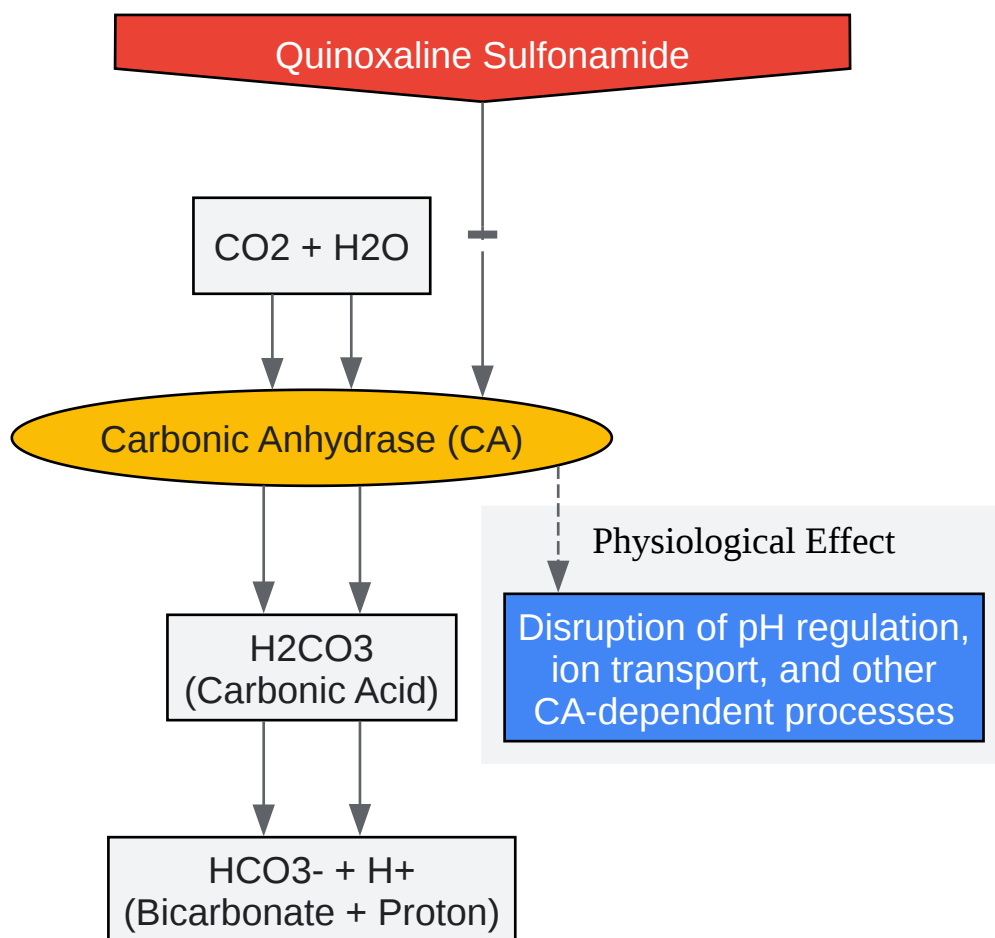 Quinoxaline Sulfonamide
CO2 + H2O
Carbonic Anhydrase (CA)
Physiological Effect
Disruption of pH regulation,
ion transport, and other
CA-dependent processes
H2CO3
(Carbonic Acid)
HCO3- + H+
(Bicarbonate + Proton)